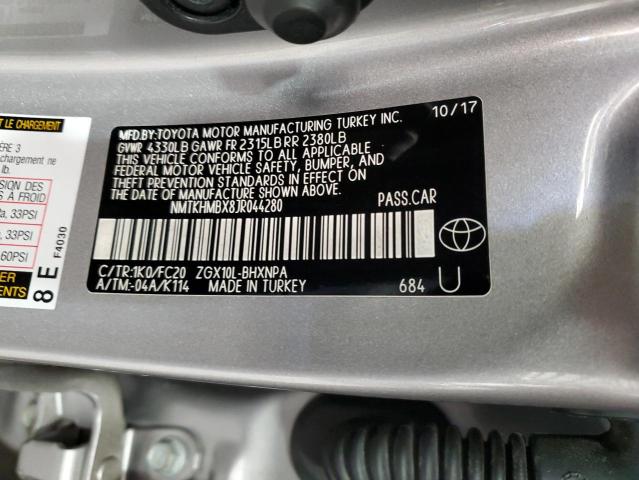 T LE CHARGEMENT
ÈRE 3
chargement ne
lb.
SION DES
S À FROID
a, 33PSI
a, 33PSI
60PSI
ER
ENTS
8 E
F4030
10/17
MFD.BY:TOYOTA MOTOR MANUFACTURING TURKEY INC.
GVWR 4330LB GAWR FR 2315LB RR 2380LB
THIS VEHICLE CONFORMS TO ALL APPLICABLE
FEDERAL MOTOR VEHICLE SAFETY, BUMPER, AND
THEFT PREVENTION STANDARDS IN EFFECT ON
THE DATE OF MANUFACTURE SHOWN ABOVE.
NMTKHMBX8JR044280 PASS.CAR
C/TR:1K0/FC20 ZGX10L-BHXNPA
A/TM:-04A/K114 MADE IN TURKEY 684 U